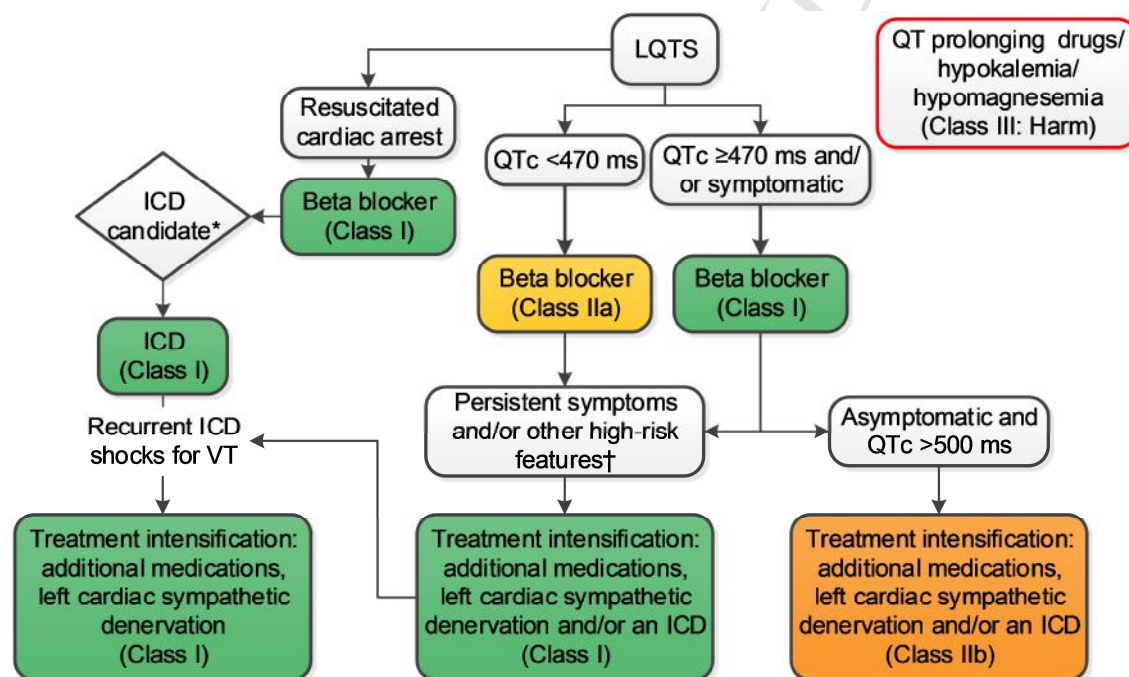 LQTS
QT prolonging drugs/
hypokalemia/
hypomagnesemia
(Class III: Harm)
Resuscitated
cardiac arrest
QTc <470 ms
QTc ≥470 ms and/
or symptomatic
ICD
candidate*
Beta blocker
(Class I)
Beta blocker
(Class IIa)
Beta blocker
(Class I)
ICD
(Class I)
Recurrent ICD
shocks for VT
Persistent symptoms
and/or other high-risk
features†
Asymptomatic and
QTc >500 ms
Treatment intensification:
additional medications,
left cardiac sympathetic
denervation
(Class I)
Treatment intensification:
additional medications,
left cardiac sympathetic
denervation and/or an ICD
(Class I)
Treatment intensification:
additional medications,
left cardiac sympathetic
denervation and/or an ICD
(Class IIb)